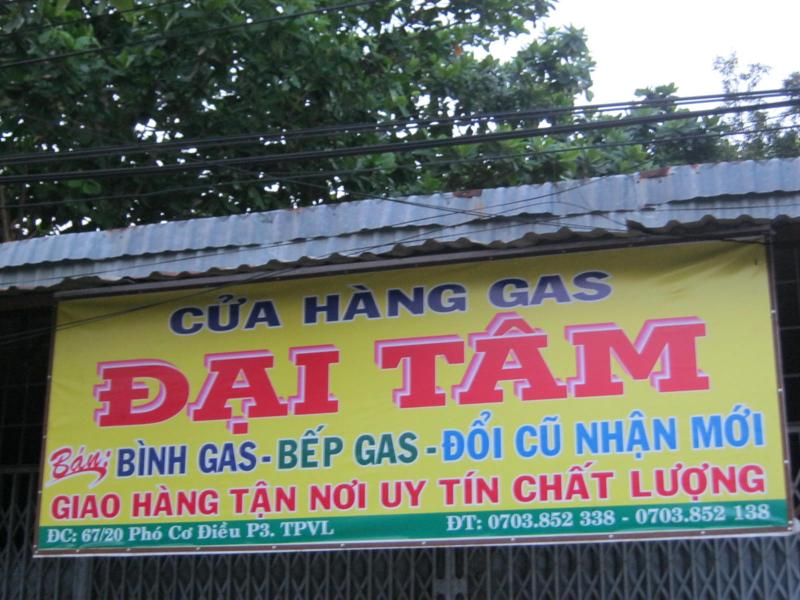 CỬA HÀNG GAS
ĐẠI TÂM
Bán: BÌNH GAS - BẾP GAS - ĐỔI CŨ NHẬN MỚI
GIAO HÀNG TẬN NƠI UY TÍN CHẤT LƯỢNG
ĐC: 67/20 Phó Cơ Điều P3. TPVL ĐT: 0703.852 338 - 0703.852 138